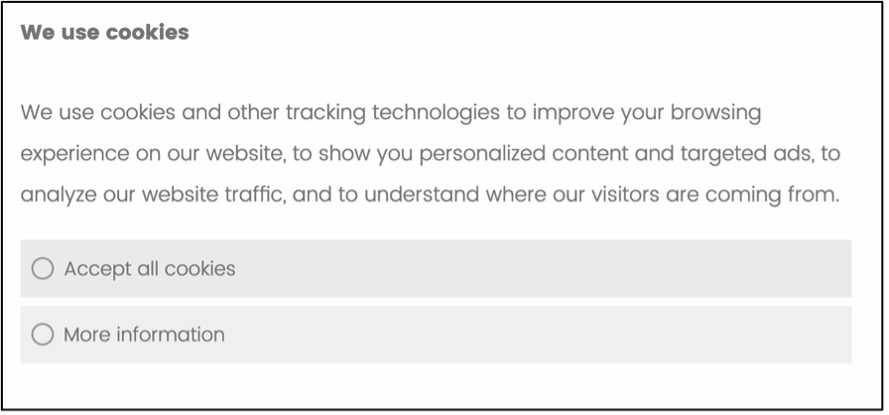 We use cookies
We use cookies and other tracking technologies to improve your browsing
experience on our website, to show you personalized content and targeted ads, to
analyze our website traffic, and to understand where our visitors are coming from.
Accept all cookies
More information